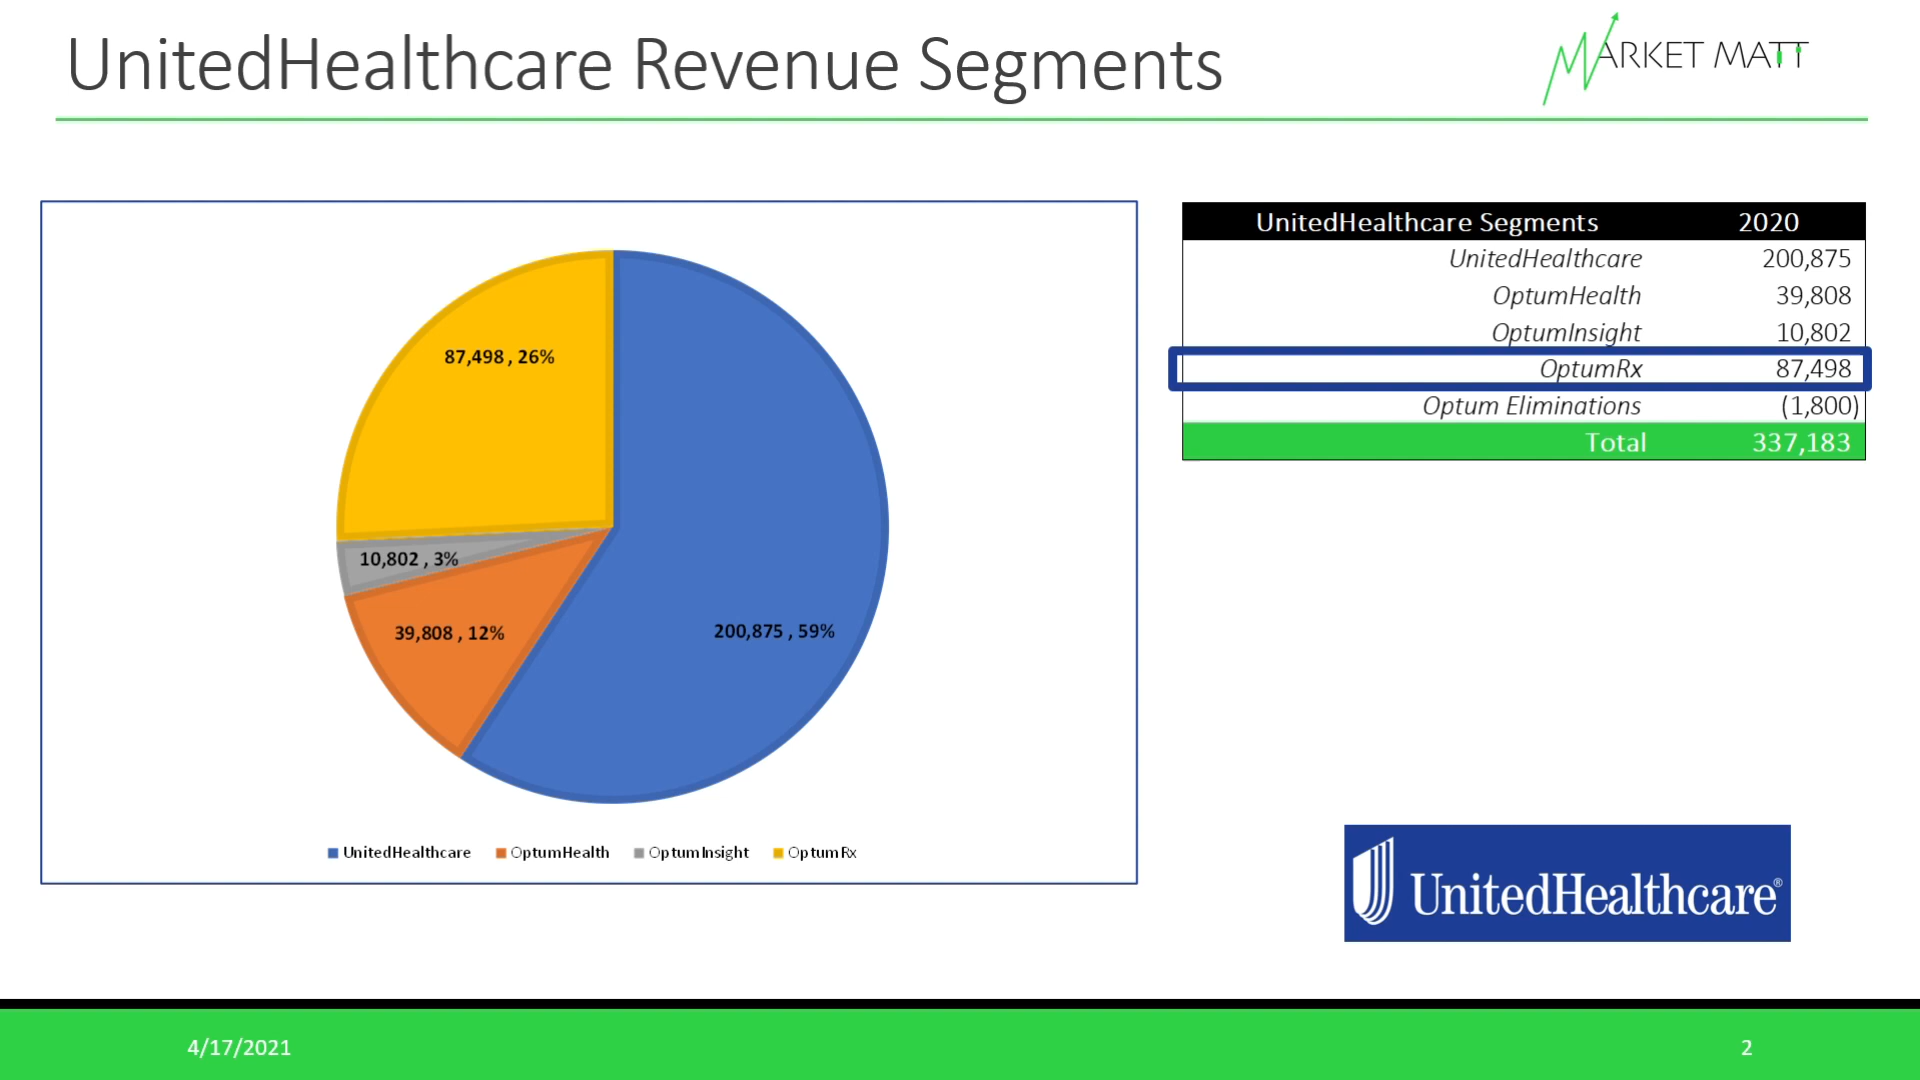 UnitedHealthcare Revenue Segments
MARKET MATT
87,498 , 26%
10,802 , 3%
39,808 , 12%
200,875 , 59%
UnitedHealthcare OptumHealth OptumInsight OptumRx
UnitedHealthcare Segments 2020
UnitedHealthcare 200,875
OptumHealth 39,808
OptumInsight 10,802
OptumRx 87,498
Optum Eliminations (1,800)
Total 337,183
UnitedHealthcare®
4/17/2021 2